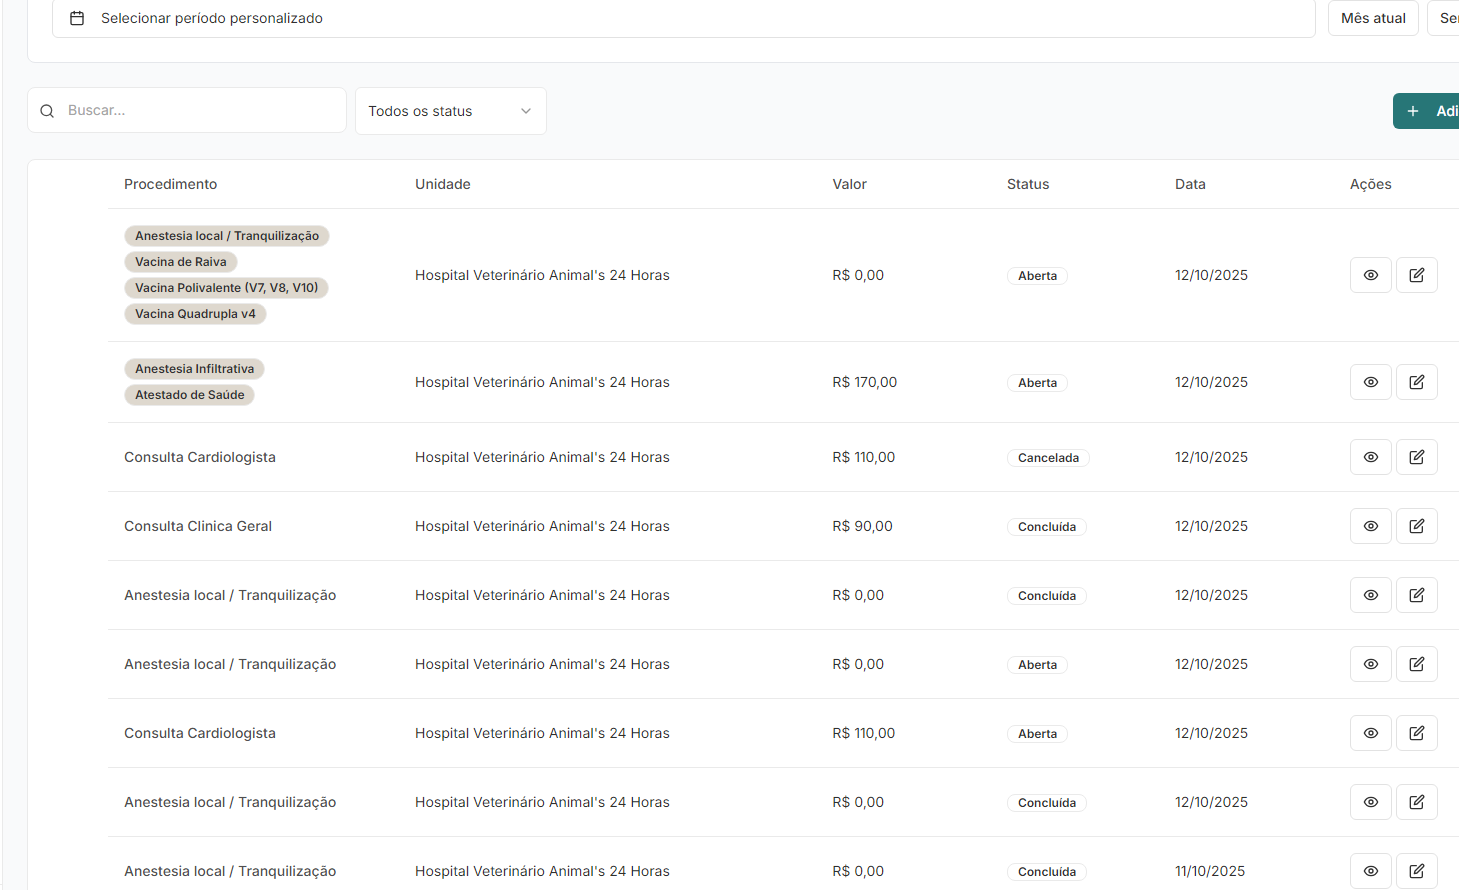 Selecionar período personalizado
Mês atual
Se
Buscar...
Todos os status
+ Adi
Procedimento Unidade Valor Status Data Ações
Anestesia local / Tranquilização
Vacina de Raiva
Vacina Polivalente (V7, V8, V10)
Vacina Quadrupla v4
Hospital Veterinário Animal's 24 Horas R$ 0,00 Aberta 12/10/2025
Anestesia Infiltrativa
Atestado de Saúde
Hospital Veterinário Animal's 24 Horas R$ 170,00 Aberta 12/10/2025
Consulta Cardiologista Hospital Veterinário Animal's 24 Horas R$ 110,00 Cancelada 12/10/2025
Consulta Clinica Geral Hospital Veterinário Animal's 24 Horas R$ 90,00 Concluída 12/10/2025
Anestesia local / Tranquilização Hospital Veterinário Animal's 24 Horas R$ 0,00 Concluída 12/10/2025
Anestesia local / Tranquilização Hospital Veterinário Animal's 24 Horas R$ 0,00 Aberta 12/10/2025
Consulta Cardiologista Hospital Veterinário Animal's 24 Horas R$ 110,00 Aberta 12/10/2025
Anestesia local / Tranquilização Hospital Veterinário Animal's 24 Horas R$ 0,00 Concluída 12/10/2025
Anestesia local / Tranquilização Hospital Veterinário Animal's 24 Horas R$ 0,00 Concluída 11/10/2025